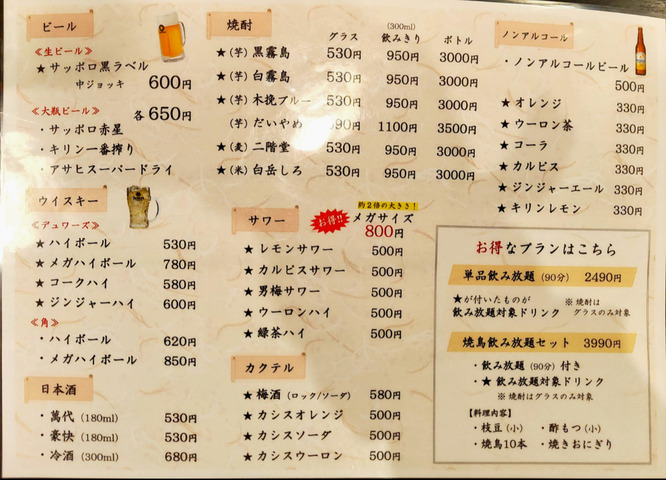 ビール
≪生ビール≫
★サッポロ黒ラベル
中ジョッキ 600円
≪大瓶ビール≫ 各650円
・サッポロ赤星
・キリン一番搾り
・アサヒスーパードライ
ウイスキー
≪デュワーズ≫
★ハイボール 530円
★メガハイボール 780円
★コークハイ 580円
★ジンジャーハイ 600円
≪角≫
・ハイボール 620円
・メガハイボール 850円
日本酒
・萬代 (180ml) 530円
・豪快 (180ml) 530円
・冷酒 (300ml) 680円
焼酎 グラス (300ml) 飲みきり ボトル
★(芋) 黒霧島 530円 950円 3000円
★(芋) 白霧島 530円 950円 3000円
★(芋) 木挽ブルー 530円 950円 3000円
(芋) だいやめ 90円 1100円 3500円
★(麦) 二階堂 530円 950円 3000円
★(米) 白岳しろ 530円 950円 3000円
サワー お得!! 約2倍の大きさ!
メガサイズ
800円
★レモンサワー 500円
★カルピスサワー 500円
★男梅サワー 500円
★ウーロンハイ 500円
★緑茶ハイ 500円
カクテル
★梅酒 (ロック/ソーダ) 580円
★カシスオレンジ 500円
★カシスソーダ 500円
★カシスウーロン 500円
ノンアルコール
・ノンアルコールビール
500円
★オレンジ 330円
★ウーロン茶 330円
★コーラ 330円
★カルピス 330円
★ジンジャーエール 330円
★キリンレモン 330円
お得なプランはこちら
単品飲み放題 (90分) 2490円
★が付いたものが
飲み放題対象ドリンク
※焼酎は
グラスのみ対象
焼鳥飲み放題セット 3990円
・飲み放題 (90分) 付き
・★飲み放題対象ドリンク
※焼酎はグラスのみ対象
【料理内容】
・枝豆 (小) ・酢もつ (小)
・焼鳥10本 ・焼きおにぎり